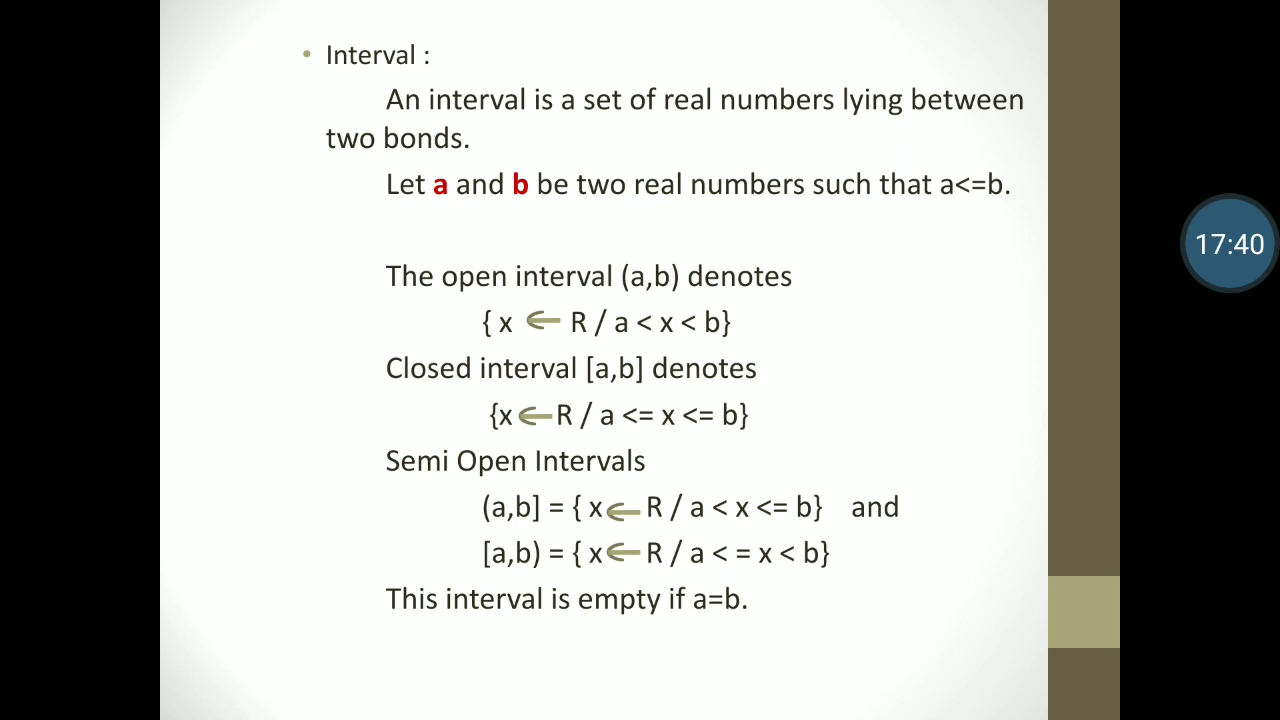 • Interval :
An interval is a set of real numbers lying between
two bonds.
Let a and b be two real numbers such that a<=b.
The open interval (a,b) denotes
{ x ∈ R / a < x < b}
Closed interval [a,b] denotes
{x ∈ R / a <= x <= b}
Semi Open Intervals
(a,b] = { x ∈ R / a < x <= b} and
[a,b) = { x ∈ R / a < = x < b}
This interval is empty if a=b.
17:40